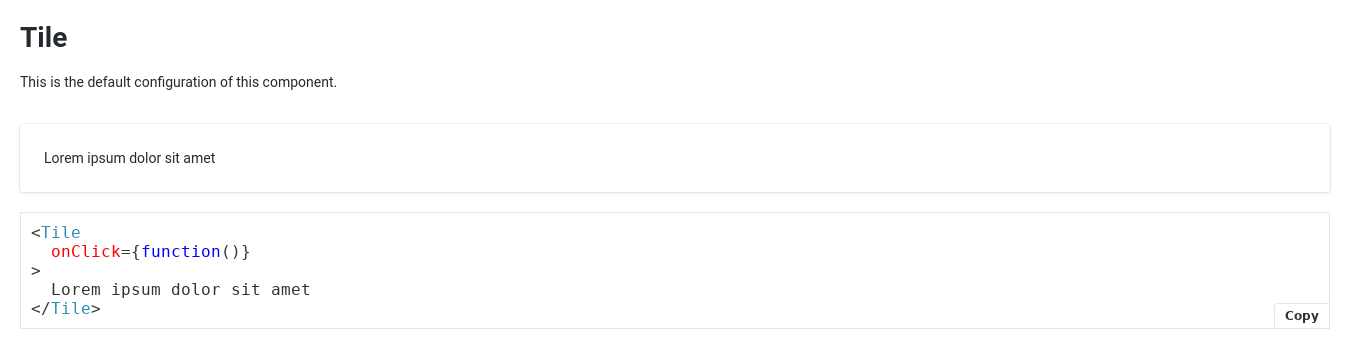 Tile
This is the default configuration of this component.
Lorem ipsum dolor sit amet
<Tile
  onClick={function()}
>
  Lorem ipsum dolor sit amet
</Tile>
Copy